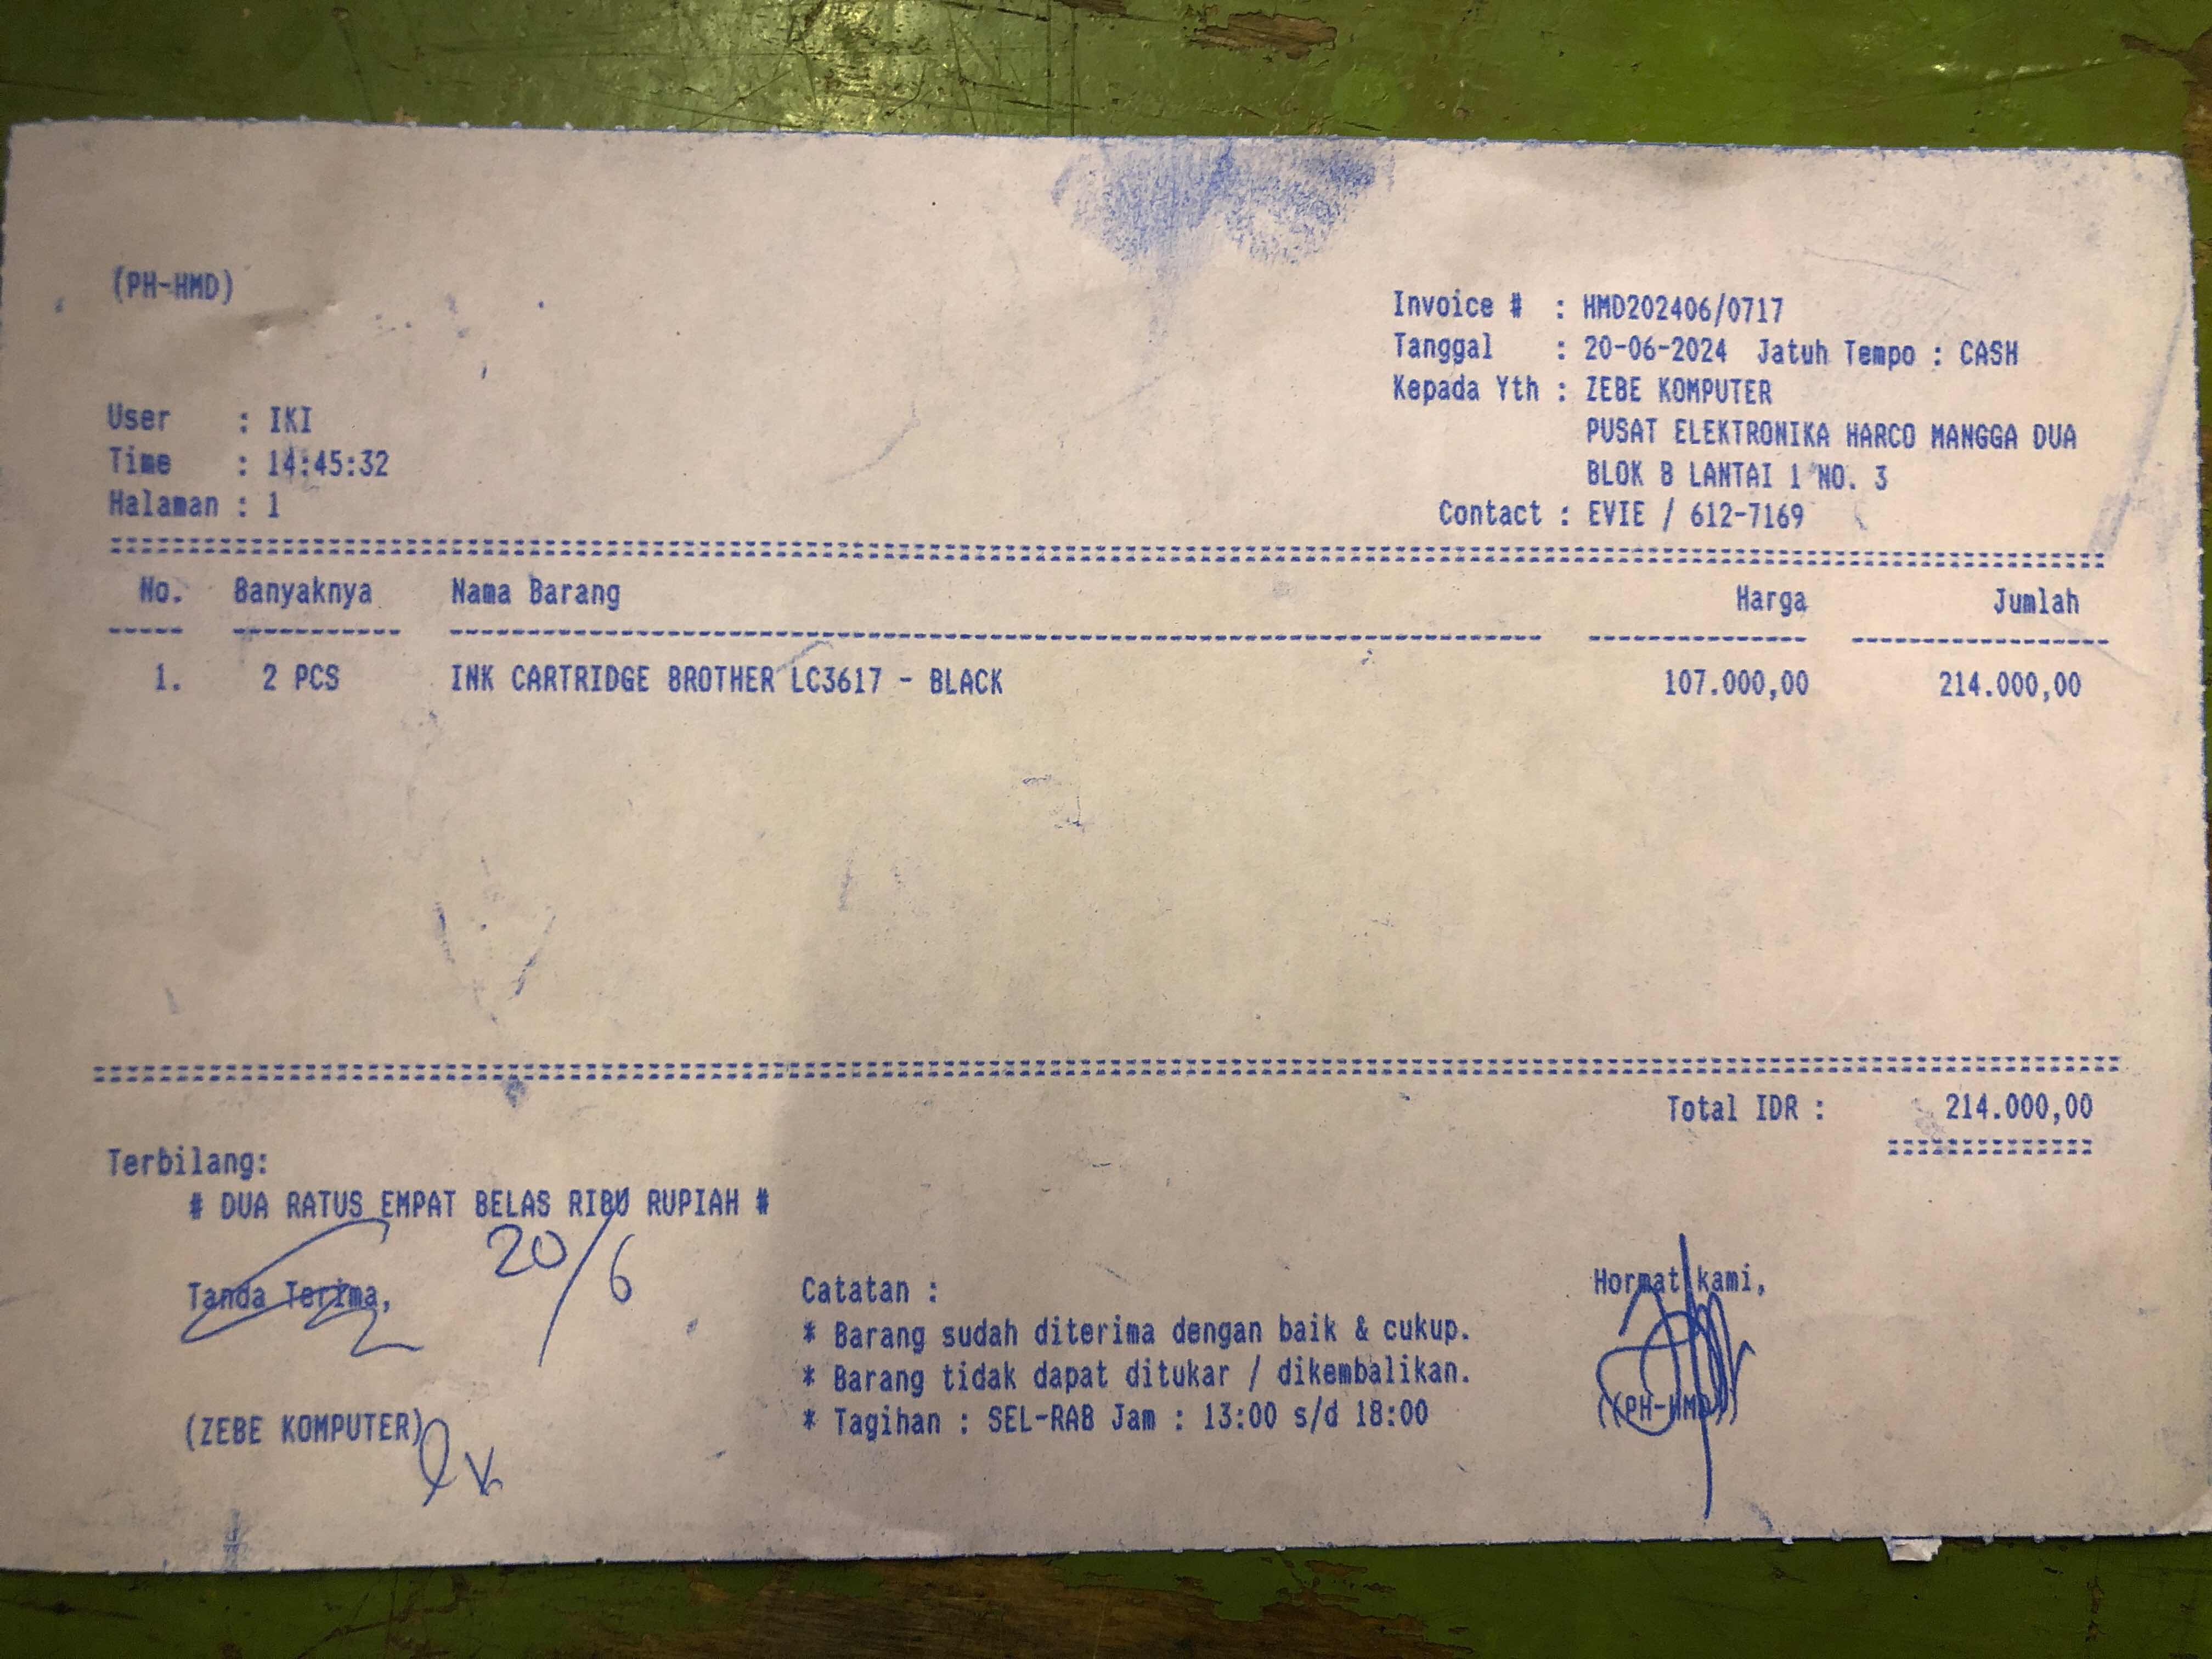 (PH-HMD)
Invoice # : HMD202406/0717
Tanggal : 20-06-2024 Jatuh Tempo : CASH
Kepada Yth : ZEBE KOMPUTER
PUSAT ELEKTRONIKA HARCO MANGGA DUA
BLOK B LANTAI 1 NO. 3
Contact : EVIE / 612-7169
User : IKI
Time : 14:45:32
Halaman : 1
No. Banyaknya Nama Barang Harga Jumlah
1. 2 PCS INK CARTRIDGE BROTHER LC3617 - BLACK 107.000,00 214.000,00
Total IDR : 214.000,00
Terbilang:
# DUA RATUS EMPAT BELAS RIBU RUPIAH #
20/6
Tanda Terima,
(ZEBE KOMPUTER)
Catatan :
* Barang sudah diterima dengan baik & cukup.
* Barang tidak dapat ditukar / dikembalikan.
* Tagihan : SEL-RAB Jam : 13:00 s/d 18:00
Hormat kami,
(PH-HMD)